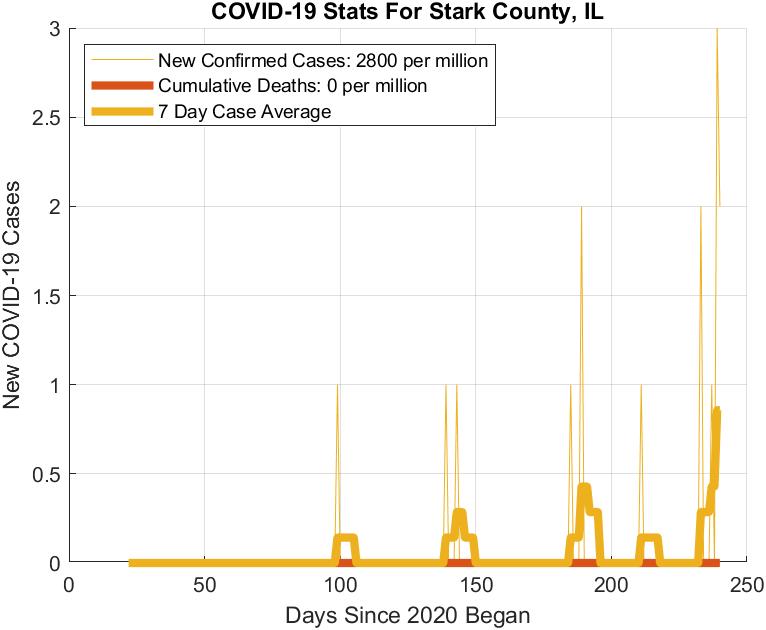 COVID-19 Stats For Stark County, IL
New Confirmed Cases: 2800 per million
Cumulative Deaths: 0 per million
7 Day Case Average
New COVID-19 Cases
3
2.5
2
1.5
1
0.5
0
0 50 100 150 200 250
Days Since 2020 Began